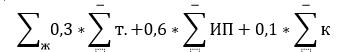 ∑ж 0,3 ∗ ∑ т. +0,6 ∗ ∑ ИП + 0,1 ∗ ∑ к